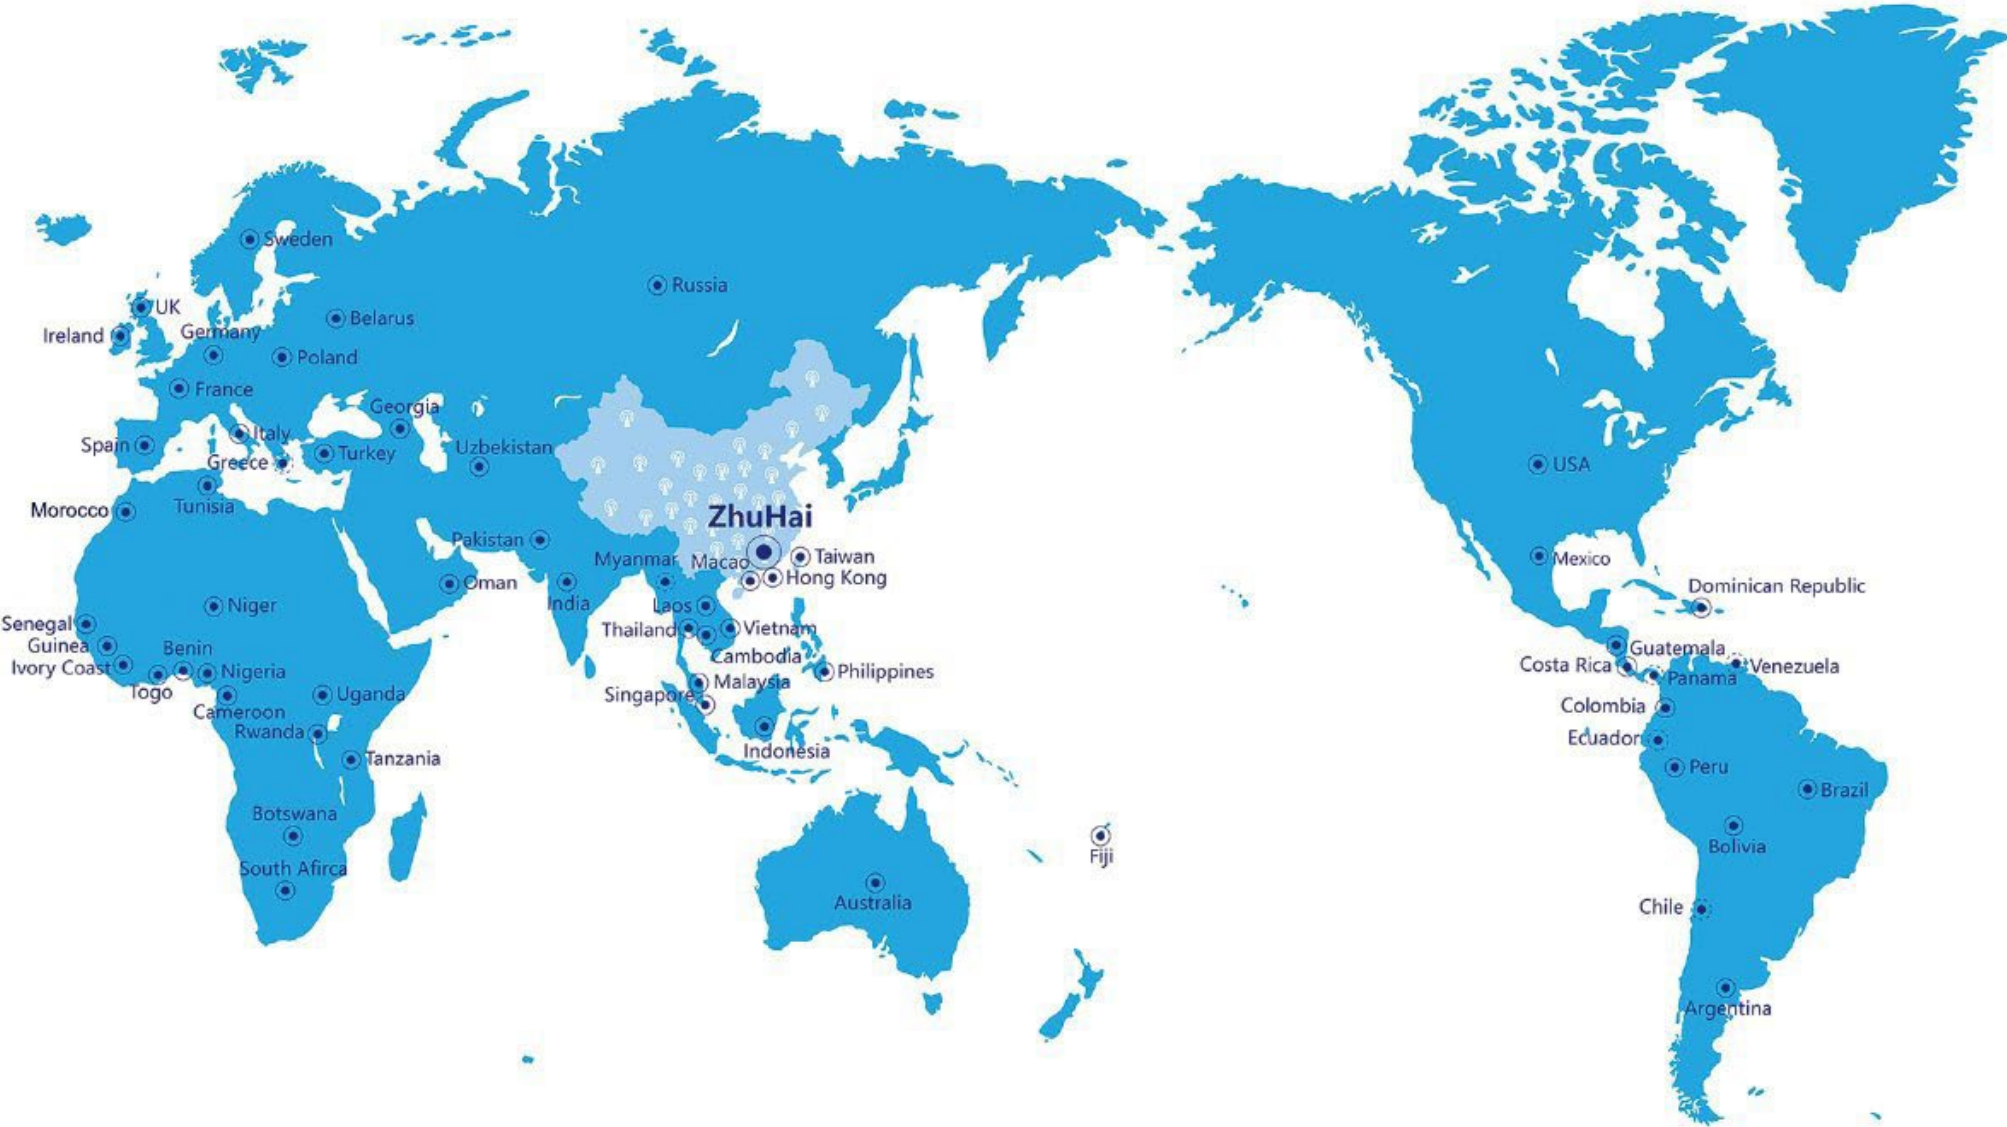 Sweden
Russia
UK
Belarus
Ireland
Germany
Poland
France
Georgia
Italy
Spain
Turkey
Uzbekistan
Greece
USA
Tunisia
Morocco
ZhuHai
Pakistan
Myanmar
Macao
Taiwan
Mexico
Hong Kong
Oman
Dominican Republic
India
Laos
Niger
Senegal
Thailand
Vietnam
Guinea
Benin
Guatemala
Cambodia
Ivory Coast
Nigeria
Philippines
Costa Rica
Venezuela
Panama
Malaysia
Togo
Uganda
Singapore
Cameroon
Colombia
Rwanda
Ecuador
Indonesia
Tanzania
Peru
Brazil
Botswana
Bolivia
Fiji
South Afirca
Australia
Chile
Argentina